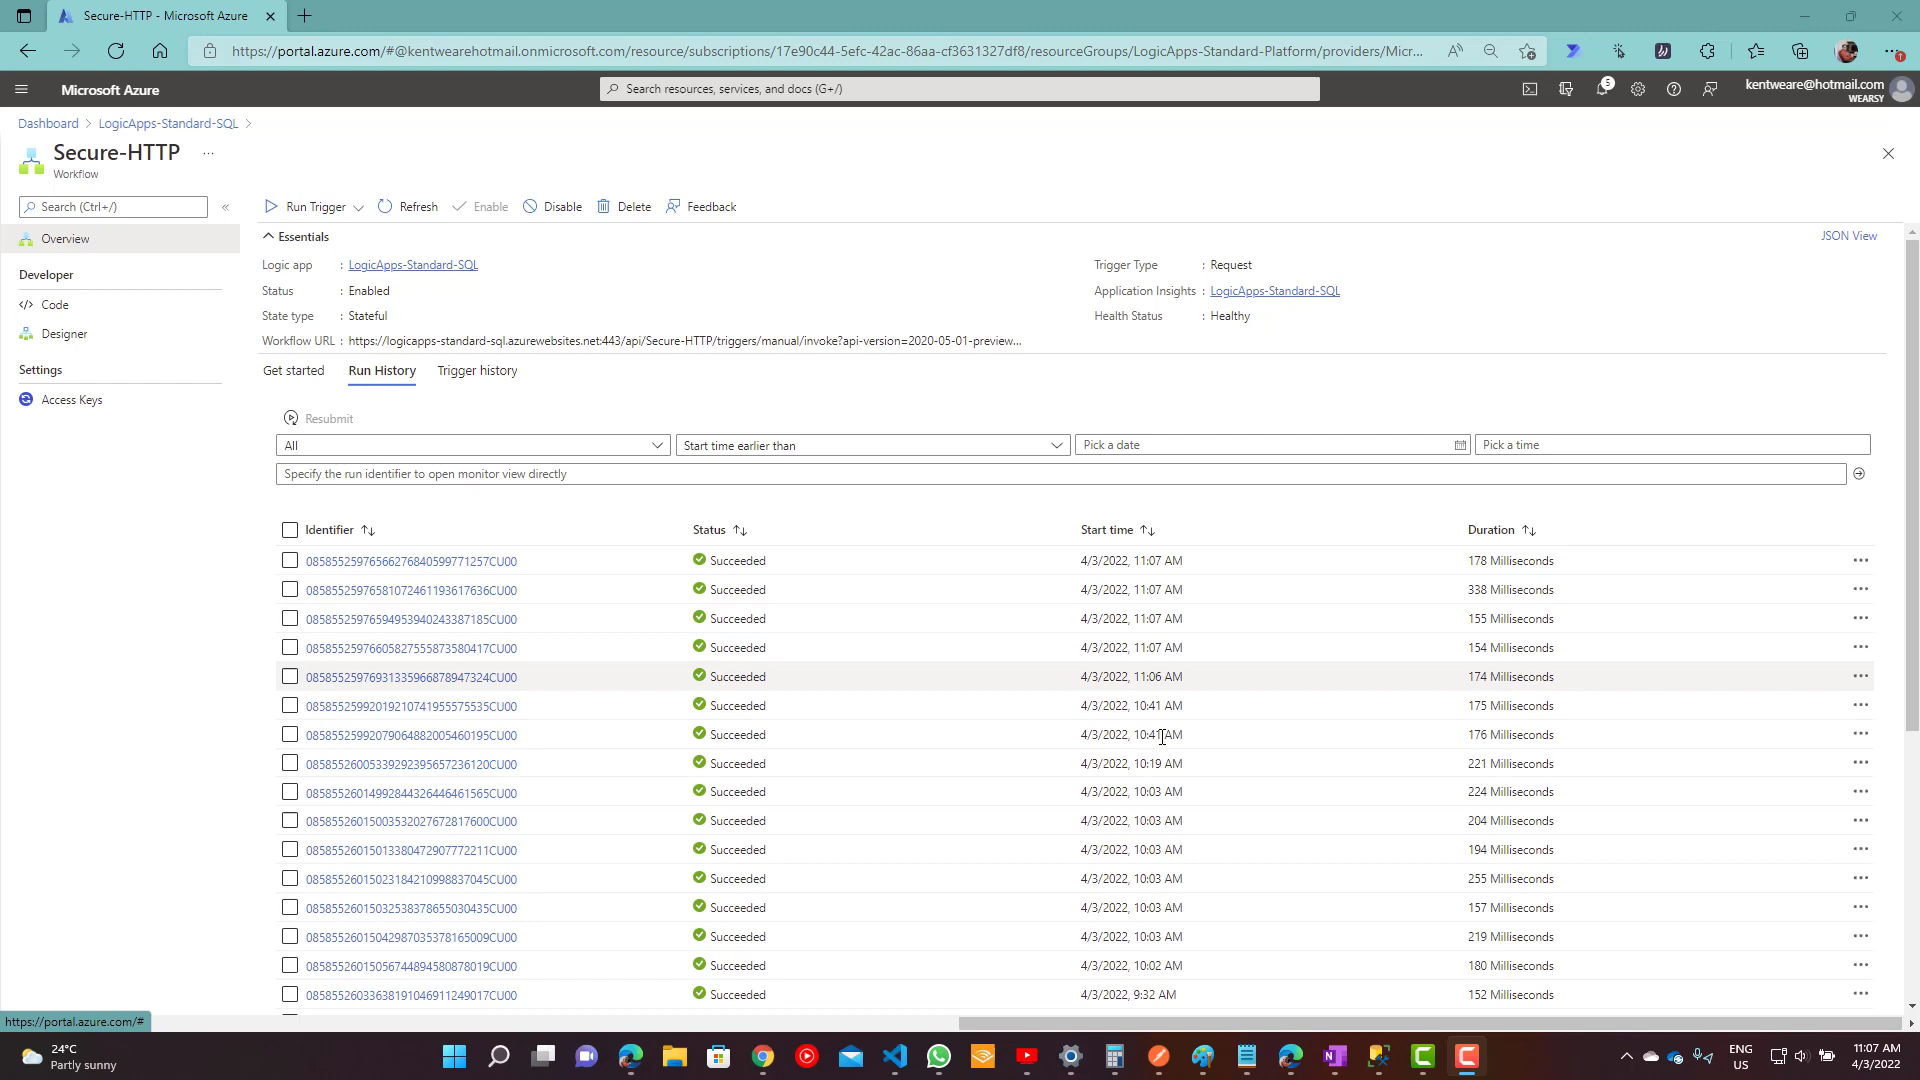 Secure-HTTP - Microsoft Azure
https://portal.azure.com/#@kentwearehotmail.onmicrosoft.com/resource/subscriptions/17e90c44-5efc-42ac-86aa-cf3631327df8/resourceGroups/LogicApps-Standard-Platform/providers/Micr...
Microsoft Azure
Search resources, services, and docs (G+/)
5
kentweare@hotmail.com
WEARSY
Dashboard > LogicApps-Standard-SQL >
Secure-HTTP ...
Workflow
Search (Ctrl+/)
Run Trigger Refresh Enable Disable Delete Feedback
Overview
Developer
Code
Designer
Settings
Access Keys
Essentials
JSON View
Logic app : LogicApps-Standard-SQL
Trigger Type : Request
Status : Enabled
Application Insights : LogicApps-Standard-SQL
State type : Stateful
Health Status : Healthy
Workflow URL : https://logicapps-standard-sql.azurewebsites.net:443/api/Secure-HTTP/triggers/manual/invoke?api-version=2020-05-01-preview...
Get started Run History Trigger history
Resubmit
All Start time earlier than Pick a date Pick a time
Specify the run identifier to open monitor view directly
Identifier Status Start time Duration
08585525976566276840599771257CU00 Succeeded 4/3/2022, 11:07 AM 178 Milliseconds
08585525976581072461193617636CU00 Succeeded 4/3/2022, 11:07 AM 338 Milliseconds
08585525976594953940243387185CU00 Succeeded 4/3/2022, 11:07 AM 155 Milliseconds
08585525976605827555873580417CU00 Succeeded 4/3/2022, 11:07 AM 154 Milliseconds
08585525976931335966878947324CU00 Succeeded 4/3/2022, 11:06 AM 174 Milliseconds
08585525992019210741955575535CU00 Succeeded 4/3/2022, 10:41 AM 175 Milliseconds
08585525992079064882005460195CU00 Succeeded 4/3/2022, 10:41 AM 176 Milliseconds
08585526005339292395657236120CU00 Succeeded 4/3/2022, 10:19 AM 221 Milliseconds
08585526014992844326446461565CU00 Succeeded 4/3/2022, 10:03 AM 224 Milliseconds
08585526015003532027672817600CU00 Succeeded 4/3/2022, 10:03 AM 204 Milliseconds
08585526015013380472907772211CU00 Succeeded 4/3/2022, 10:03 AM 194 Milliseconds
08585526015023184210998837045CU00 Succeeded 4/3/2022, 10:03 AM 255 Milliseconds
08585526015032538378655030435CU00 Succeeded 4/3/2022, 10:03 AM 157 Milliseconds
08585526015042987035378165009CU00 Succeeded 4/3/2022, 10:03 AM 219 Milliseconds
08585526015056744894580878019CU00 Succeeded 4/3/2022, 10:02 AM 180 Milliseconds
08585526033638191046911249017CU00 Succeeded 4/3/2022, 9:32 AM 152 Milliseconds
https://portal.azure.com/#
24°C
Partly sunny
ENG
US
11:07 AM
4/3/2022